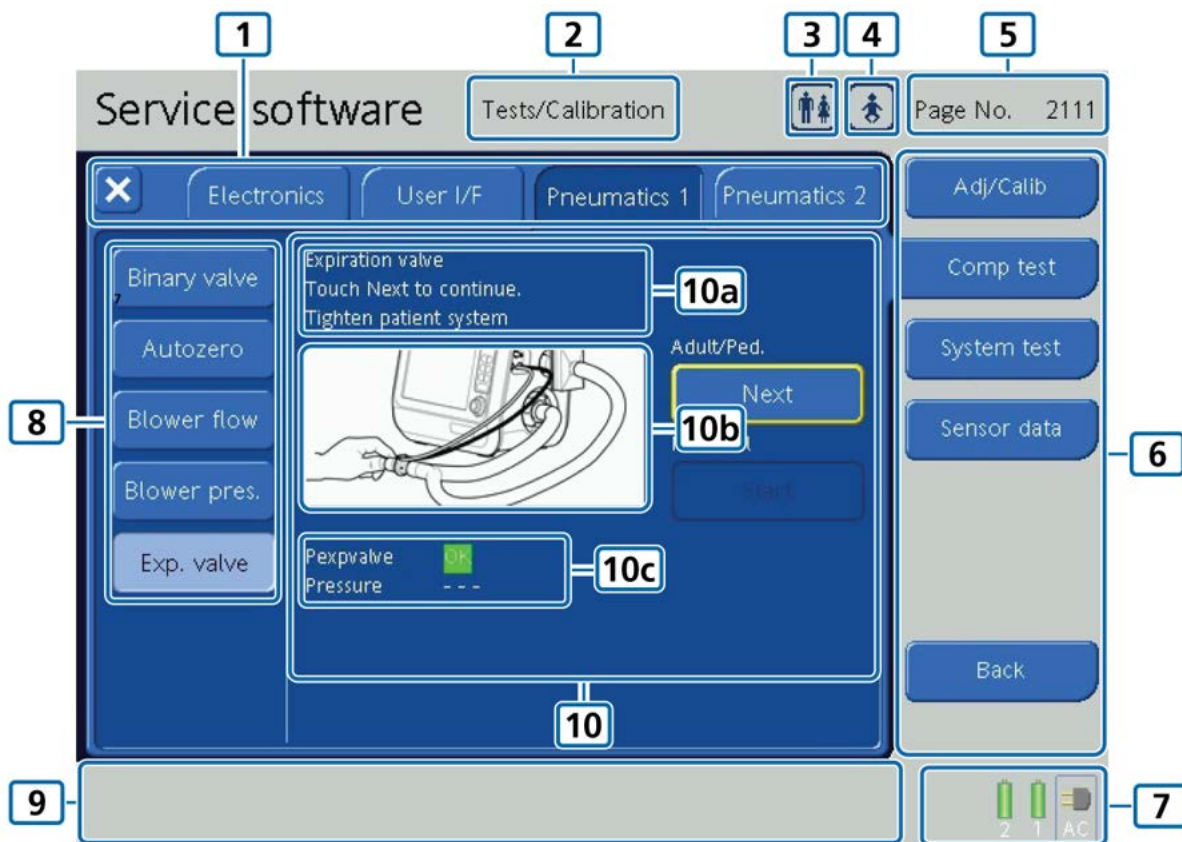 1
2
3
4
5
Service software
Tests/Calibration
Page No. 2111
Electronics
User I/F
Pneumatics 1
Pneumatics 2
Adj/Calib
Comp test
System test
Sensor data
Back
6
8
Binary valve
7
Autozero
Blower flow
Blower pres.
Exp. valve
Expiration valve
Touch Next to continue.
Tighten patient system
10a
10b
Adult/Ped.
Next
Start
Pexpvalve OK
Pressure ---
10c
10
9
2 1 AC
7